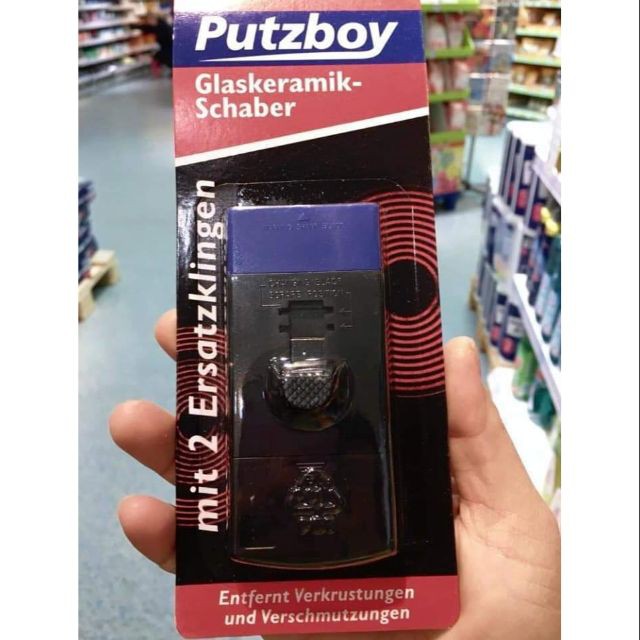 Putzboy
Glaskeramik-
Schaber
mit 2 Ersatzklingen
Entfernt Verkrustungen
und Verschmutzungen